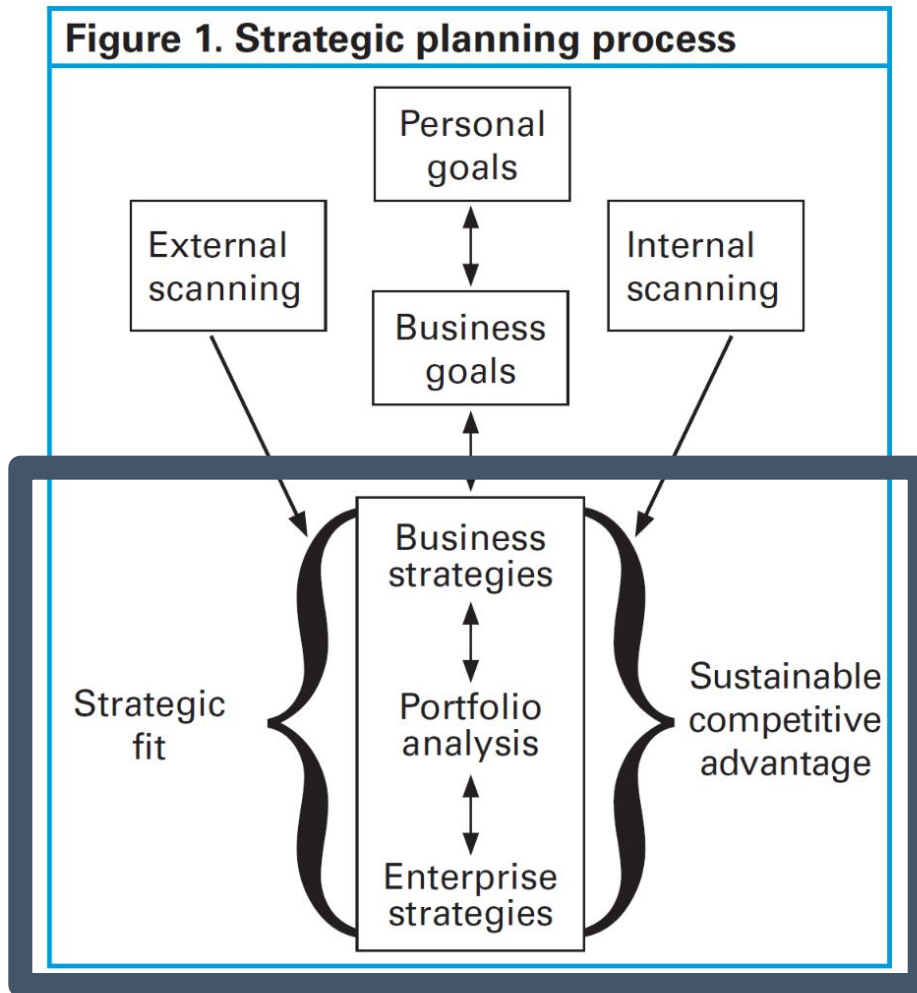 Figure 1. Strategic planning process
Personal
goals
External
scanning
Internal
scanning
Business
goals
Business
strategies
Strategic
fit
Portfolio
analysis
Sustainable
competitive
advantage
Enterprise
strategies